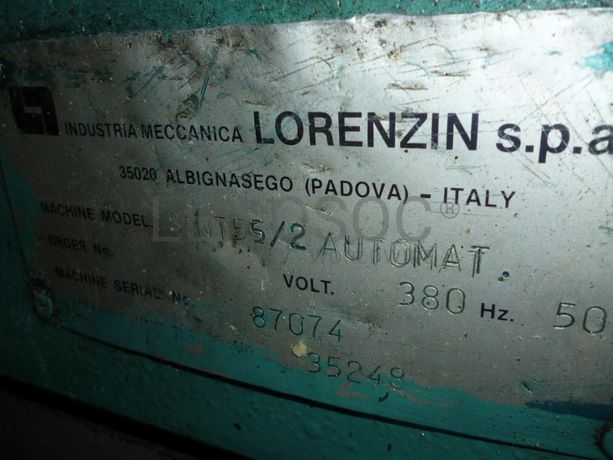 INDUSTRIA MECCANICA LORENZIN s.p.a
35020 ALBIGNASEGO (PADOVA) - ITALY
MACHINE MODEL. 55/2 AUTOMAT.
ORDER No. VOLT. 380 Hz. 50
MACHINE SERIAL. No. 87074
35248